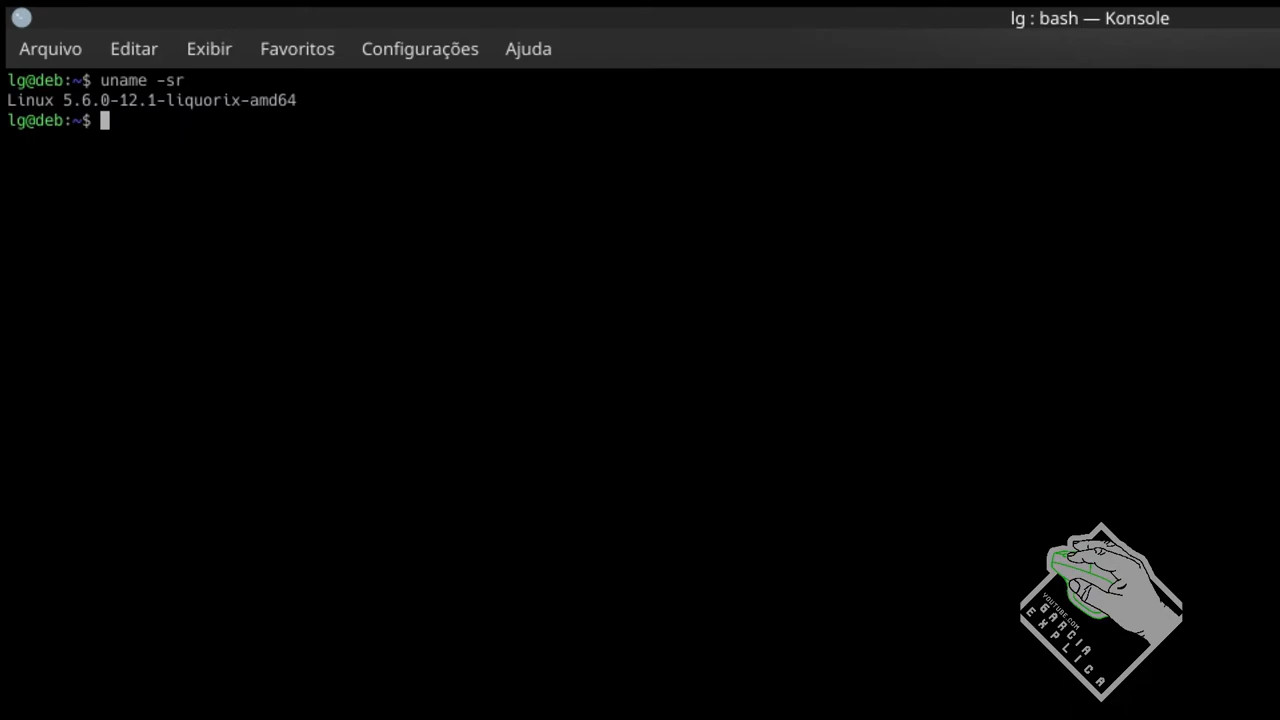 lg : bash — Konsole
Arquivo Editar Exibir Favoritos Configurações Ajuda
lg@deb:~$ uname -sr
Linux 5.6.0-12.1-liquorix-amd64
lg@deb:~$
YOUTUBE.COM
GARCIA
EXPLICA